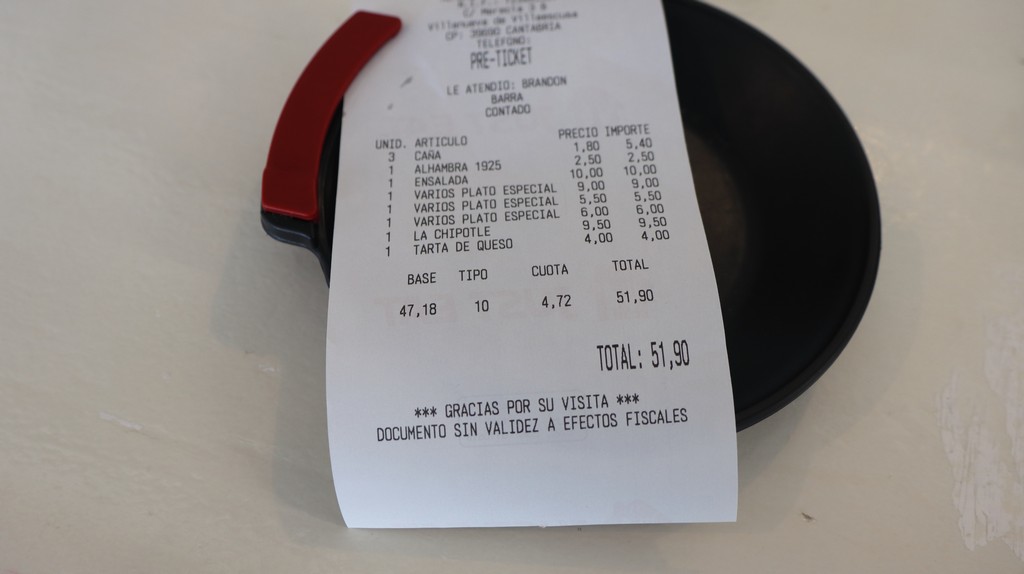 C/ Maracia 3 B
Villanueva de Villaescusa
CP: 39690 CANTABRIA
TELEFONO:
PRE-TICKET
LE ATENDIO: BRANDON
BARRA
CONTADO
UNID. ARTICULO PRECIO IMPORTE
3 CAÑA 1,80 5,40
1 ALHAMBRA 1925 2,50 2,50
1 ENSALADA 10,00 10,00
1 VARIOS PLATO ESPECIAL 9,00 9,00
1 VARIOS PLATO ESPECIAL 5,50 5,50
1 VARIOS PLATO ESPECIAL 6,00 6,00
1 LA CHIPOTLE 9,50 9,50
1 TARTA DE QUESO 4,00 4,00
BASE TIPO CUOTA TOTAL
47,18 10 4,72 51,90
TOTAL: 51,90
*** GRACIAS POR SU VISITA ***
DOCUMENTO SIN VALIDEZ A EFECTOS FISCALES